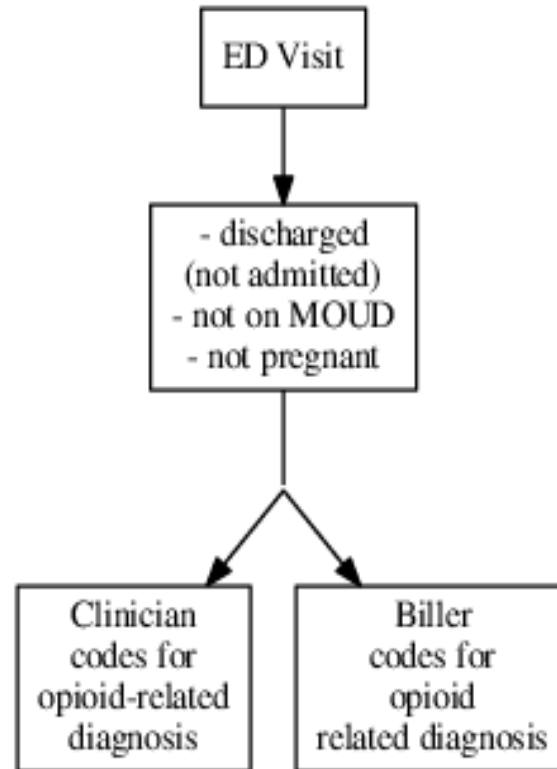 ED Visit
- discharged
(not admitted)
- not on MOUD
- not pregnant
Clinician
codes for
opioid-related
diagnosis
Biller
codes for
opioid
related diagnosis